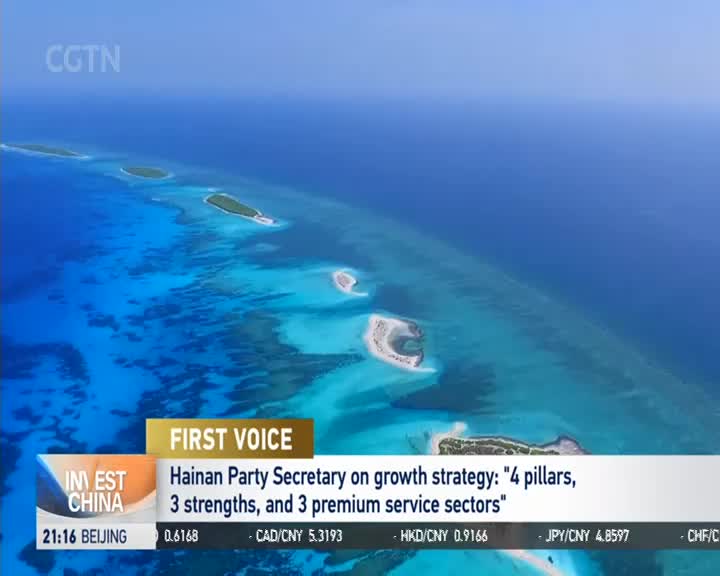 CGTN
FIRST VOICE
Hainan Party Secretary on growth strategy: "4 pillars,
3 strengths, and 3 premium service sectors"
INVEST
CHINA
21:16 BEIJING
0.6168 · CAD/CNY 5.3193 · HKD/CNY 0.9166 · JPY/CNY 4.8597 · CHF/C